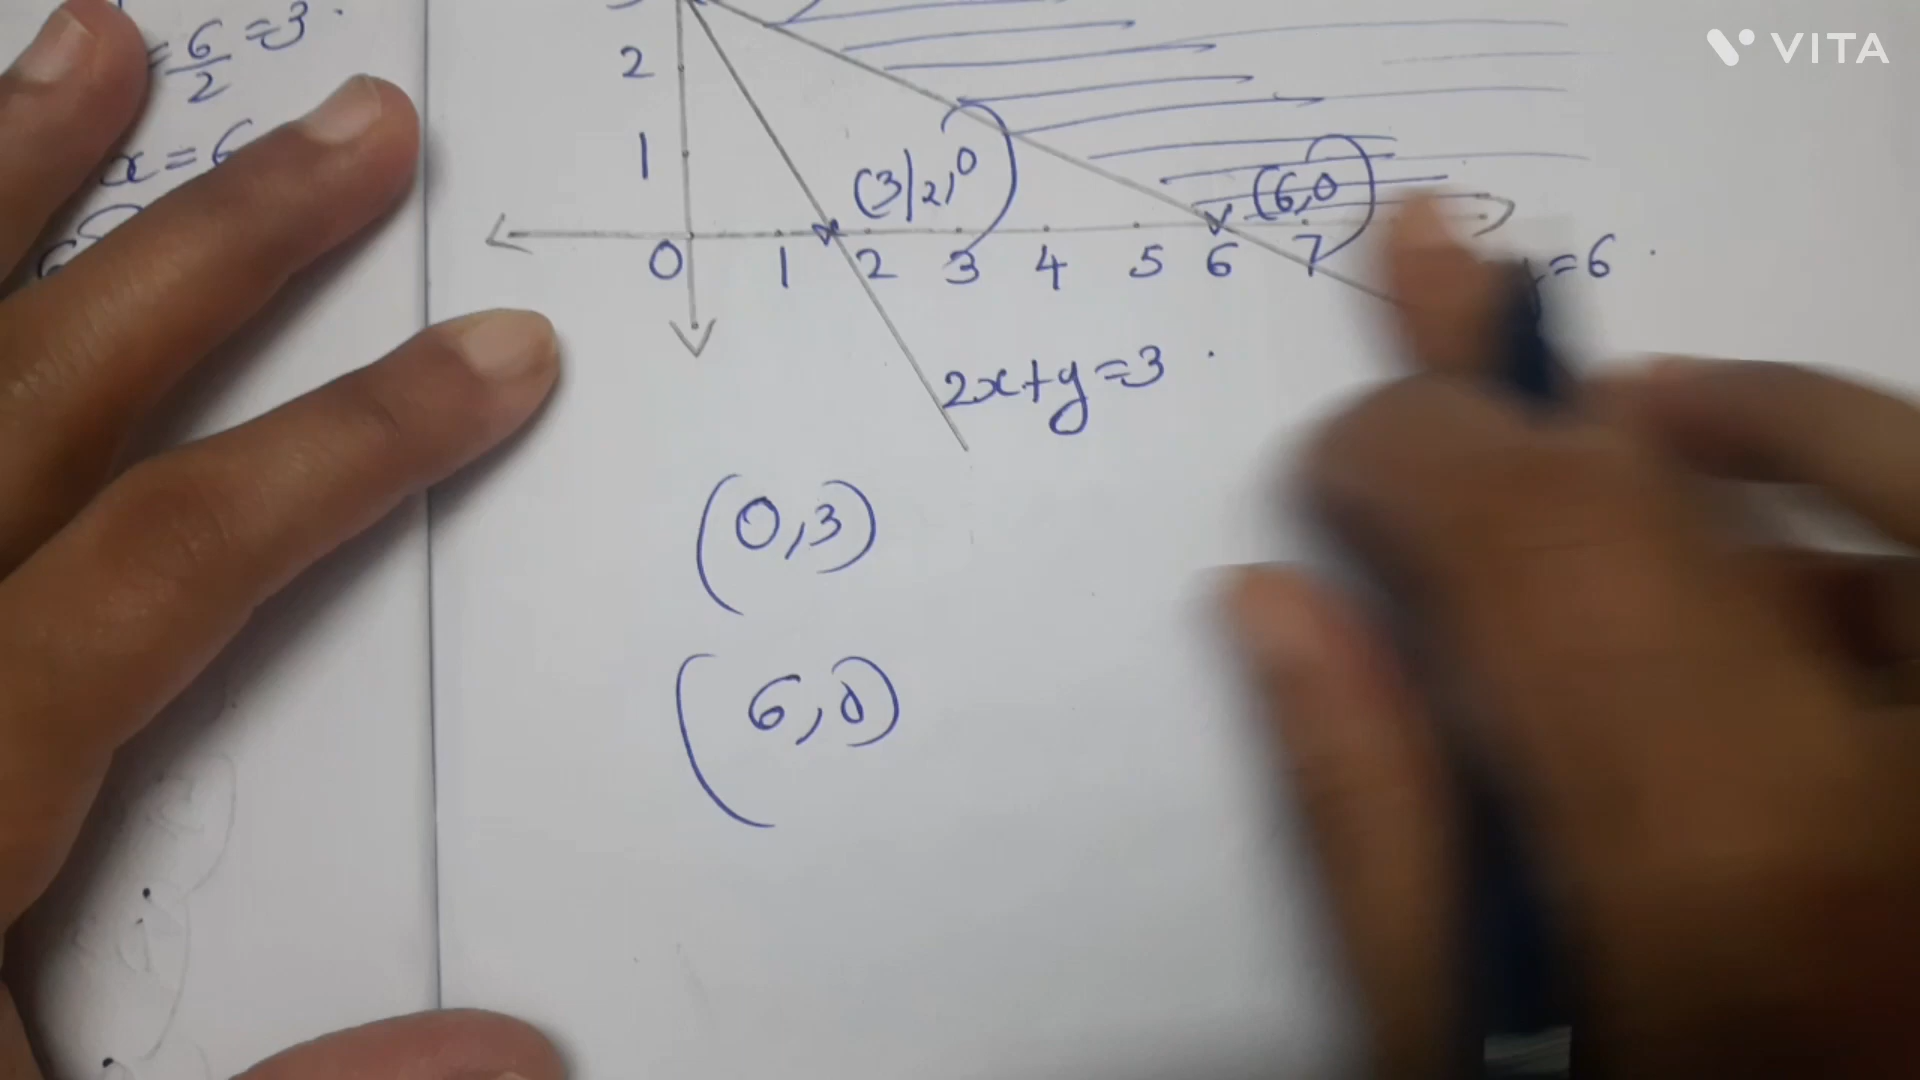 = 6/2 = 3
x = 6
2
1
(3/2, 0)
(6, 0)
0 1 2 3 4 5 6 7
= 6
2x + y = 3
(0, 3)
(6, 0)
VITA